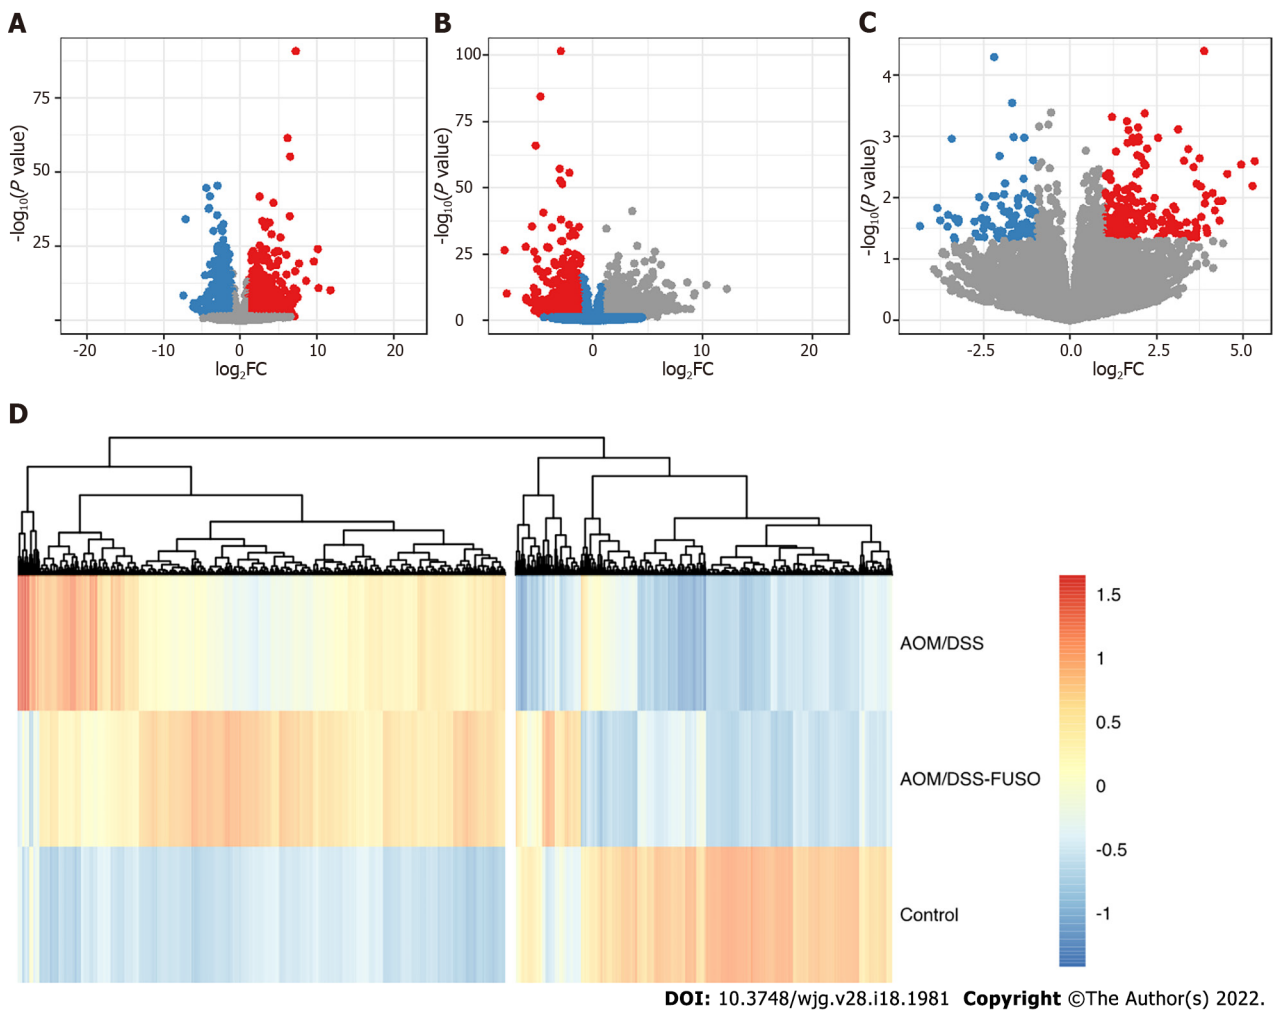 A
B
C
-log10(P value)
75
50
25
0
-20
-10
0
10
20
log2FC
-log10(P value)
100
75
50
25
0
0
10
20
log2FC
-log10(P value)
4
3
2
1
0
-2.5
0.0
2.5
5.0
log2FC
D
AOM/DSS
AOM/DSS-FUSO
Control
1.5
1
0.5
0
-0.5
-1
DOI: 10.3748/wjg.v28.i18.1981 Copyright ©The Author(s) 2022.